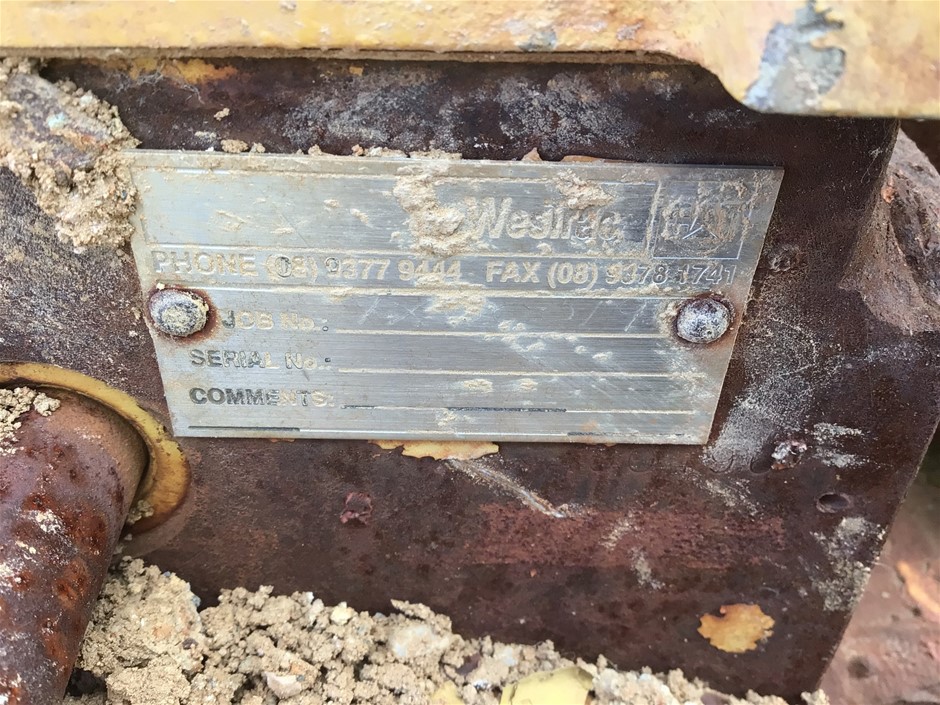 Westrac
PHONE (08) 9377 9444 FAX (08) 9378 1741
JOB No.:
SERIAL No.:
COMMENTS: